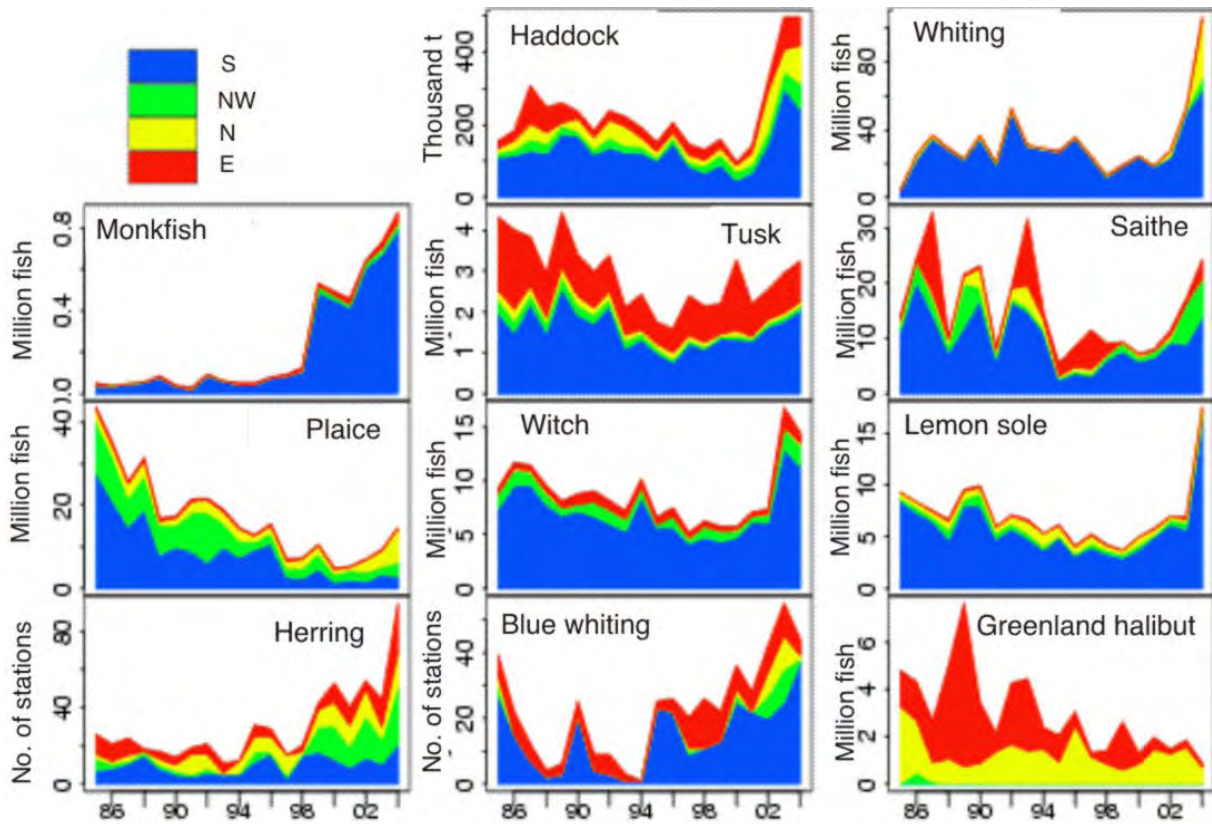 S
NW
N
E
Thousand t
0
200
400
Haddock
Million fish
0
40
80
Whiting
Million fish
0.0
0.4
0.8
Monkfish
Million fish
0
1
2
3
4
Tusk
Million fish
0
10
20
30
Saithe
Million fish
0
20
40
Plaice
Million fish
0
5
10
15
Witch
Million fish
0
5
10
15
Lemon sole
No. of stations
0
40
80
Herring
86 90 94 98 02
No. of stations
0
20
40
Blue whiting
86 90 94 98 02
Million fish
0
2
4
6
Greenland halibut
86 90 94 98 02